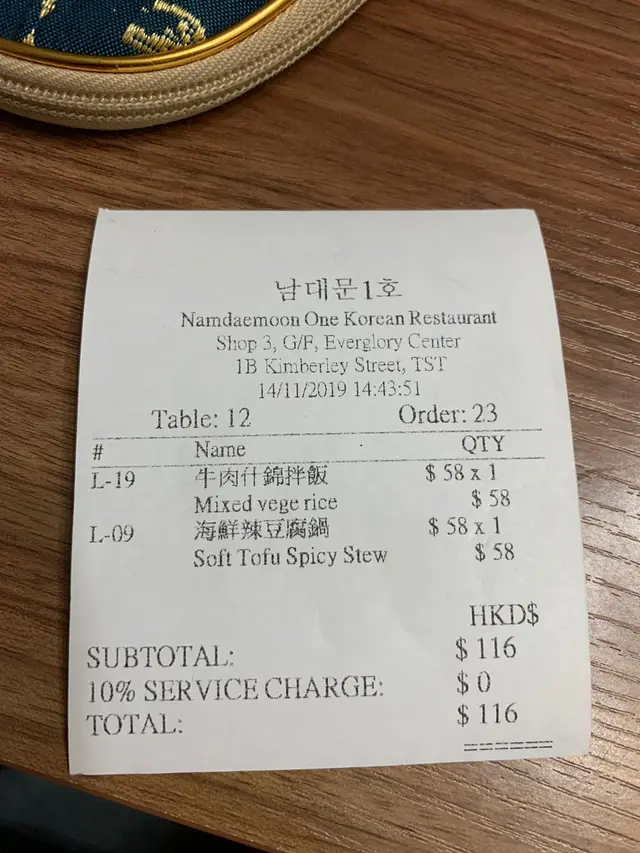 남대문1호
Namdaemoon One Korean Restaurant
Shop 3, G/F, Everglory Center
1B Kimberley Street, TST
14/11/2019 14:43:51
Table: 12 Order: 23
# Name QTY
L-19 牛肉什錦拌飯 $ 58 x 1
Mixed vege rice $ 58
L-09 海鮮辣豆腐鍋 $ 58 x 1
Soft Tofu Spicy Stew $ 58
HKD$
SUBTOTAL: $ 116
10% SERVICE CHARGE: $ 0
TOTAL: $ 116